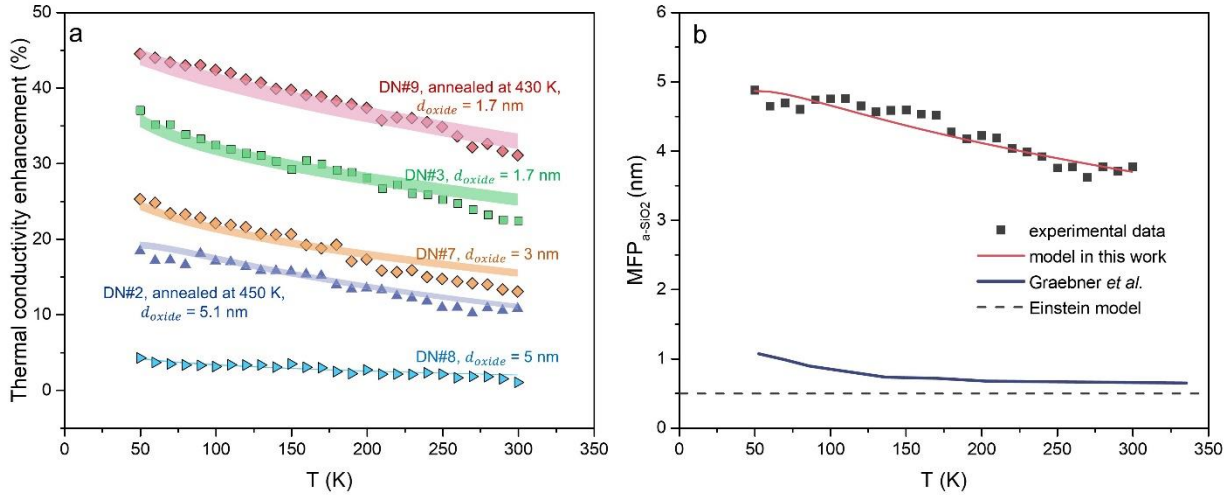 a
Thermal conductivity enhancement (%)
50
40
30
20
10
0
DN#9, annealed at 430 K,
d_oxide = 1.7 nm
DN#3, d_oxide = 1.7 nm
DN#7, d_oxide = 3 nm
DN#2, annealed at 450 K,
d_oxide = 5.1 nm
DN#8, d_oxide = 5 nm
0 50 100 150 200 250 300 350
T (K)
b
MFP_a-SiO2 (nm)
6
5
4
3
2
1
0
experimental data
model in this work
Graebner et al.
Einstein model
0 50 100 150 200 250 300 350
T (K)